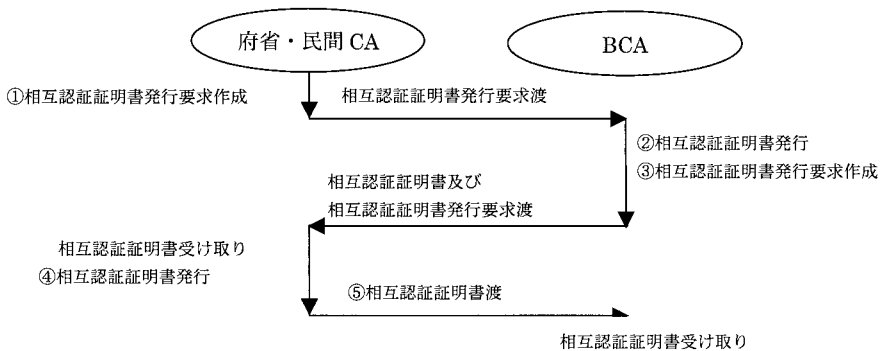 府省・民間 CA
BCA
①相互認証証明書発行要求作成
相互認証証明書発行要求渡
②相互認証証明書発行
③相互認証証明書発行要求作成
相互認証証明書及び
相互認証証明書発行要求渡
相互認証証明書受け取り
④相互認証証明書発行
⑤相互認証証明書渡
相互認証証明書受け取り